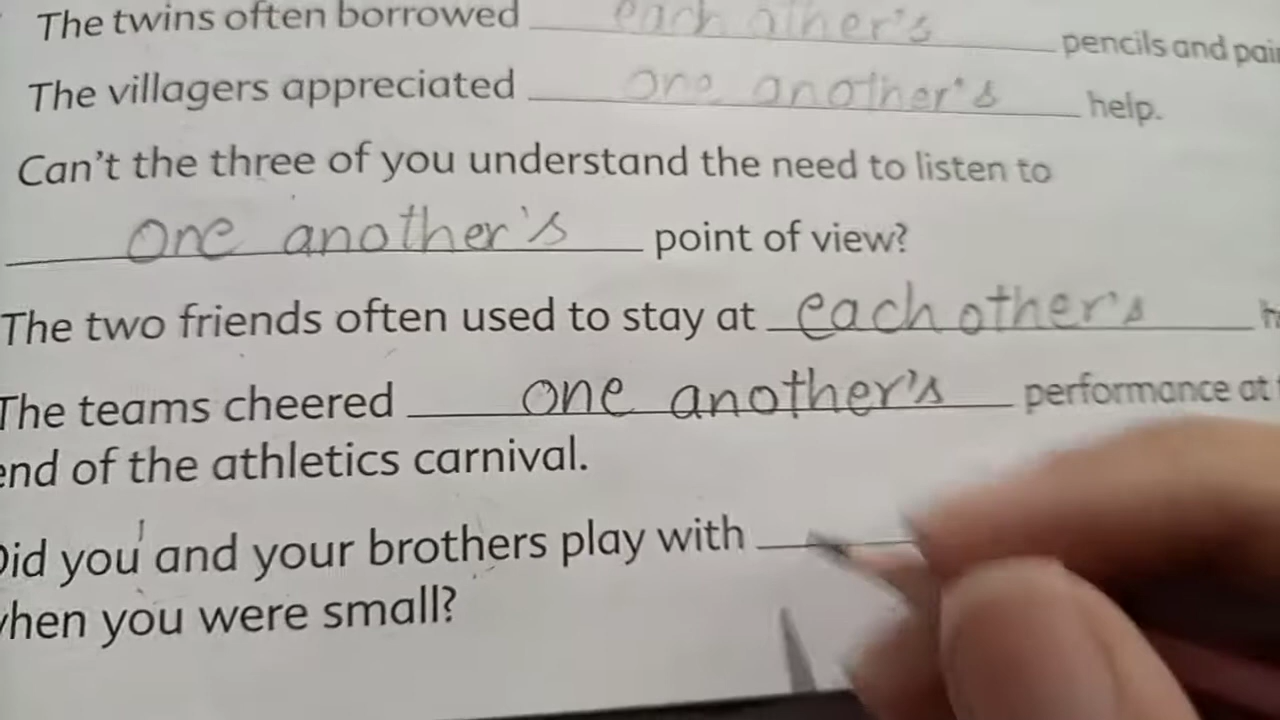 The twins often borrowed each other's pencils and
The villagers appreciated one another's help.
Can't the three of you understand the need to listen to
one another's point of view?
The two friends often used to stay at each other's
The teams cheered one another's performance at
end of the athletics carnival.
Did you and your brothers play with
when you were small?